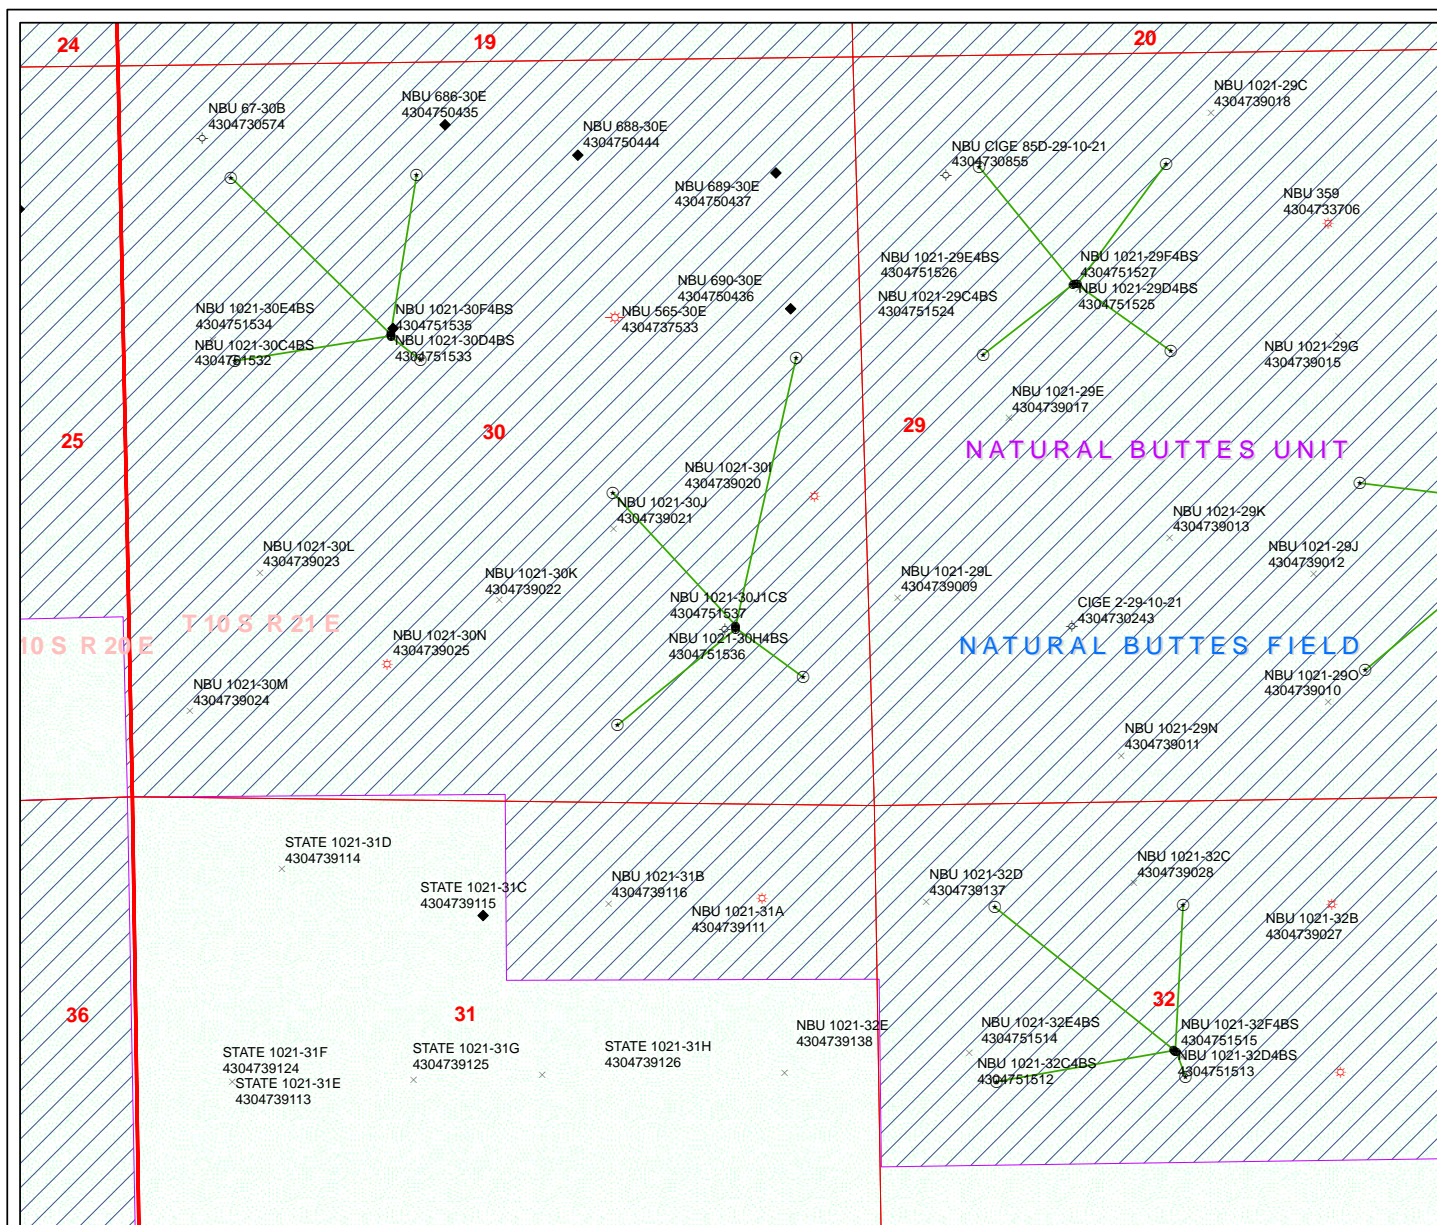 24
19
20
NBU 67-30B
4304730574
NBU 686-30E
4304750435
NBU 688-30E
4304750444
NBU 689-30E
4304750437
NBU CIGE 85D-29-10-21
4304730855
NBU 1021-29C
4304739018
NBU 359
4304733706
NBU 1021-30E4BS
4304751534
NBU 1021-30C4BS
4304751532
NBU 1021-30F4BS
4304751535
NBU 1021-30D4BS
4304751533
NBU 690-30E
4304750436
NBU 565-30E
4304737533
NBU 1021-29E4BS
4304751526
NBU 1021-29C4BS
4304751524
NBU 1021-29F4BS
4304751527
NBU 1021-29D4BS
4304751525
NBU 1021-29G
4304739015
NBU 1021-29E
4304739017
25
30
29
NATURAL BUTTES UNIT
NBU 1021-30I
4304739020
NBU 1021-30J
4304739021
NBU 1021-29K
4304739013
NBU 1021-29J
4304739012
NBU 1021-30L
4304739023
NBU 1021-30K
4304739022
NBU 1021-29L
4304739009
NBU 1021-30J1CS
4304751537
NBU 1021-30H4BS
4304751536
CIGE 2-29-10-21
4304730243
T 10 S R 21 E
10 S R 20 E
NBU 1021-30N
4304739025
NATURAL BUTTES FIELD
NBU 1021-29O
4304739010
NBU 1021-30M
4304739024
NBU 1021-29N
4304739011
STATE 1021-31D
4304739114
STATE 1021-31C
4304739115
NBU 1021-31B
4304739116
NBU 1021-31A
4304739111
NBU 1021-32D
4304739137
NBU 1021-32C
4304739028
NBU 1021-32B
4304739027
36
31
32
STATE 1021-31F
4304739124
STATE 1021-31E
4304739113
STATE 1021-31G
4304739125
STATE 1021-31H
4304739126
NBU 1021-32E
4304739138
NBU 1021-32E4BS
4304751514
NBU 1021-32C4BS
4304751512
NBU 1021-32F4BS
4304751515
NBU 1021-32D4BS
4304751513